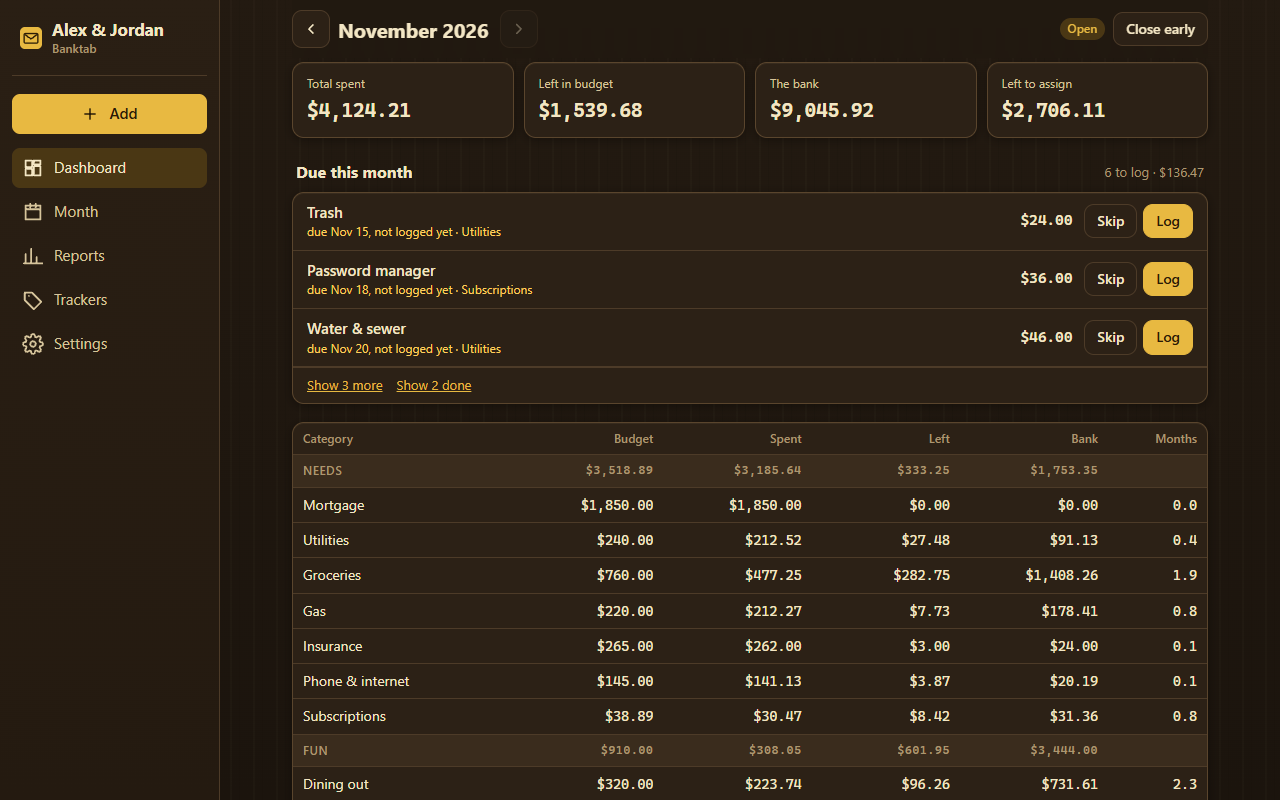 Alex & Jordan
Banktab
Add
Dashboard
Month
Reports
Trackers
Settings
November 2026
Open
Close early
Total spent
$4,124.21
Left in budget
$1,539.68
The bank
$9,045.92
Left to assign
$2,706.11
Due this month
6 to log · $136.47
Trash
due Nov 15, not logged yet · Utilities
$24.00 Skip Log
Password manager
due Nov 18, not logged yet · Subscriptions
$36.00 Skip Log
Water & sewer
due Nov 20, not logged yet · Utilities
$46.00 Skip Log
Show 3 more Show 2 done
Category Budget Spent Left Bank Months
NEEDS $3,518.89 $3,185.64 $333.25 $1,753.35
Mortgage $1,850.00 $1,850.00 $0.00 $0.00 0.0
Utilities $240.00 $212.52 $27.48 $91.13 0.4
Groceries $760.00 $477.25 $282.75 $1,408.26 1.9
Gas $220.00 $212.27 $7.73 $178.41 0.8
Insurance $265.00 $262.00 $3.00 $24.00 0.1
Phone & internet $145.00 $141.13 $3.87 $20.19 0.1
Subscriptions $38.89 $30.47 $8.42 $31.36 0.8
FUN $910.00 $308.05 $601.95 $3,444.00
Dining out $320.00 $223.74 $96.26 $731.61 2.3